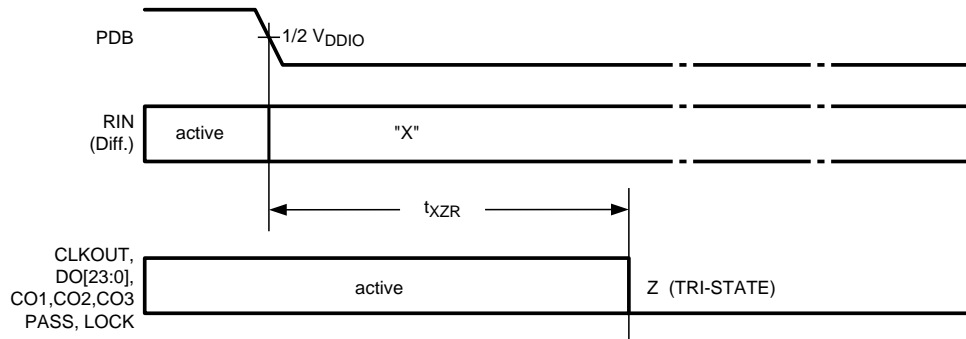 PDB
1/2 VDDIO
RIN
(Diff.)
active
"X"
tXZR
CLKOUT,
DO[23:0],
CO1,CO2,CO3
PASS, LOCK
active
Z (TRI-STATE)